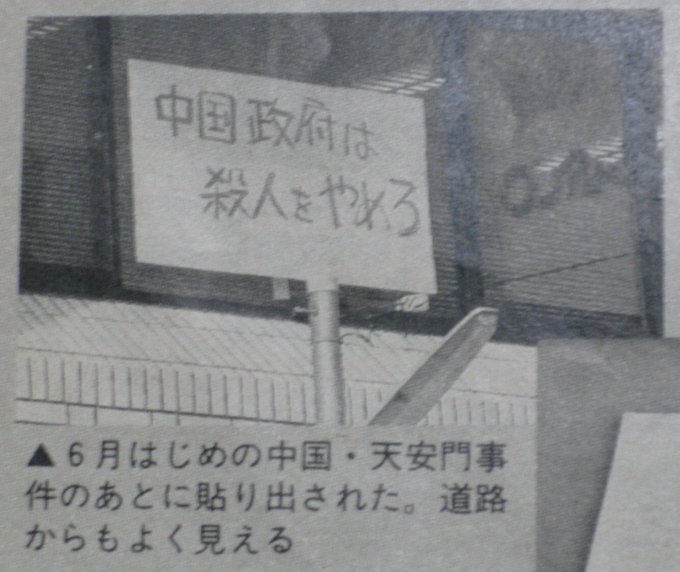 中国政府は
殺人をやめろ
▲6月はじめの中国・天安門事
件のあとに貼り出された。道路
からもよく見える